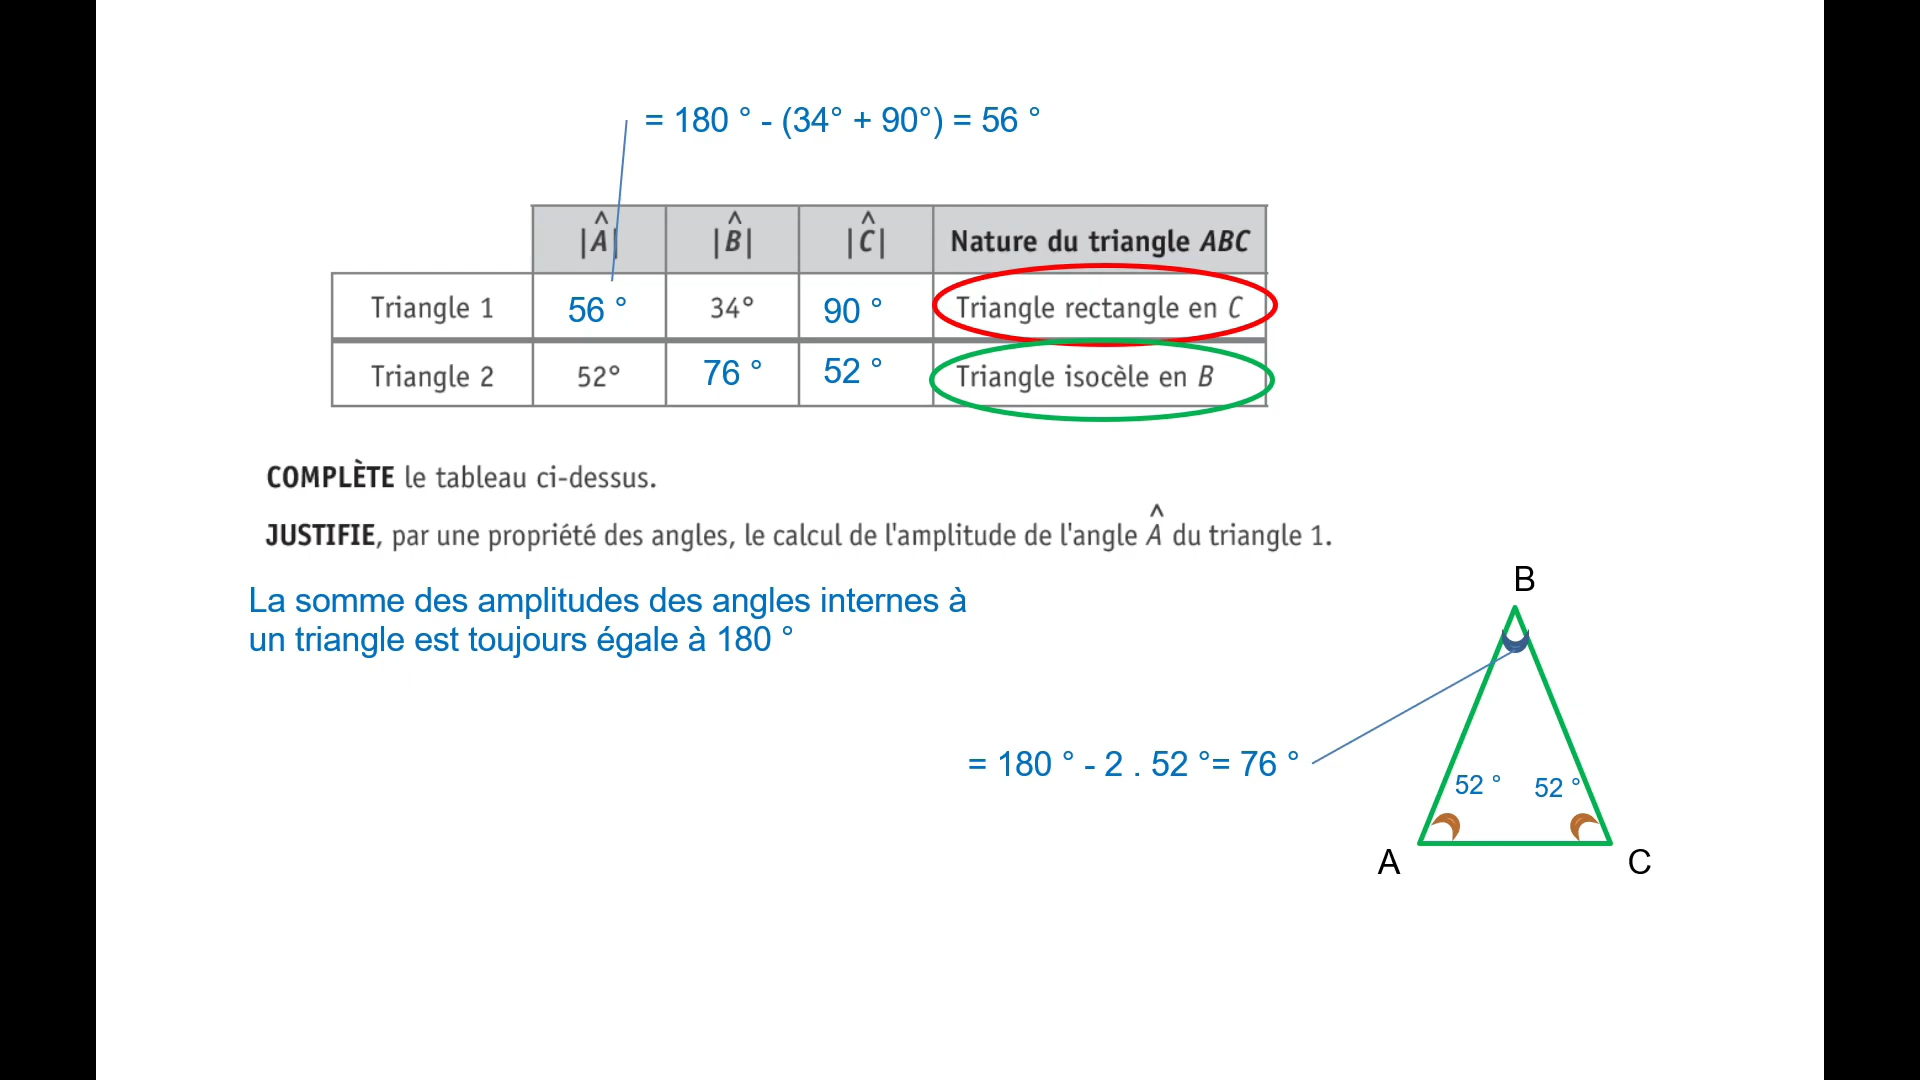 = 180 ° - (34° + 90°) = 56 °
|Â| |B̂| |Ĉ| Nature du triangle ABC
Triangle 1 56 ° 34° 90 ° Triangle rectangle en C
Triangle 2 52° 76 ° 52 ° Triangle isocèle en B
COMPLÈTE le tableau ci-dessus.
JUSTIFIE, par une propriété des angles, le calcul de l'amplitude de l'angle Â du triangle 1.
B
La somme des amplitudes des angles internes à
un triangle est toujours égale à 180 °
= 180 ° - 2 . 52 °= 76 °
52 ° 52 °
A C